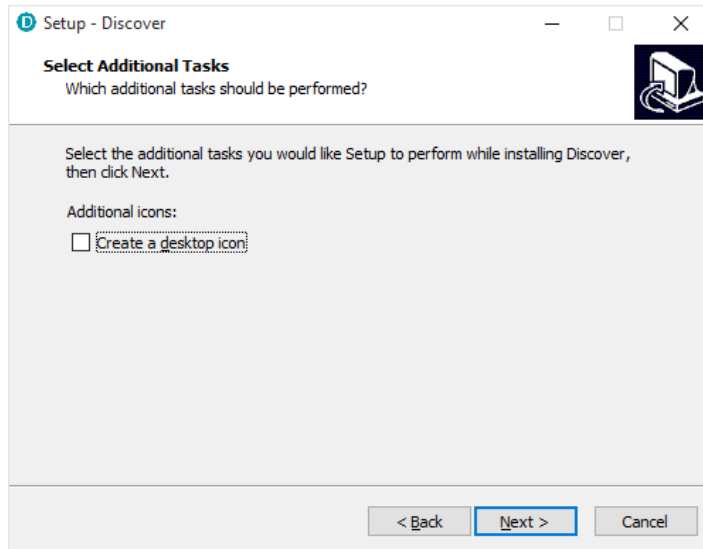 D Setup - Discover
Select Additional Tasks
Which additional tasks should be performed?
Select the additional tasks you would like Setup to perform while installing Discover,
then click Next.
Additional icons:
Create a desktop icon
< Back Next > Cancel